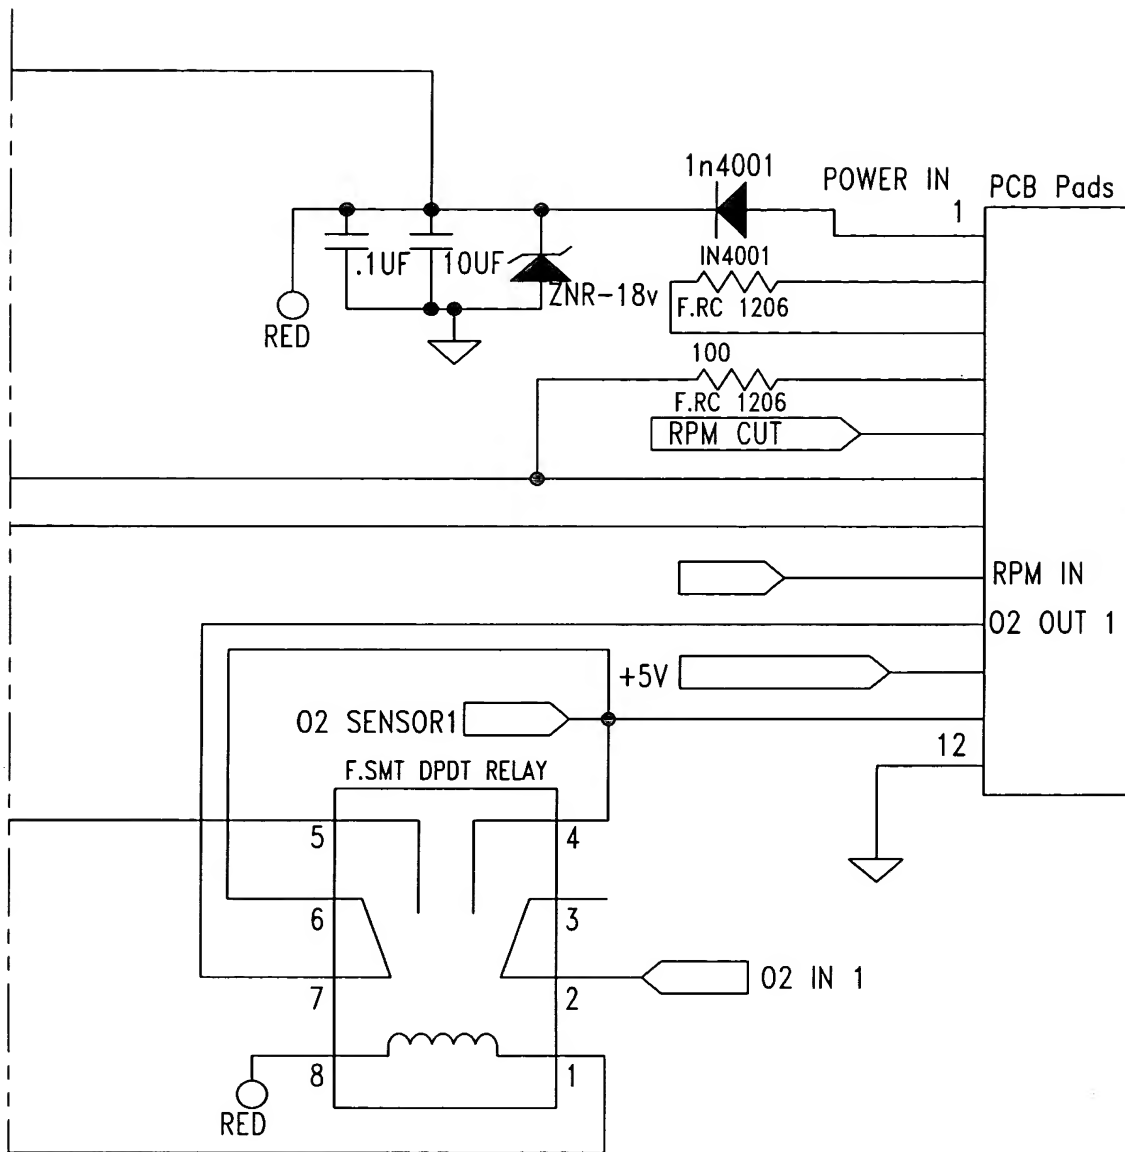 1n4001
POWER IN
1
PCB Pads
.1UF
10UF
ZNR-18v
IN4001
F.RC 1206
RED
100
F.RC 1206
RPM CUT
RPM IN
O2 OUT 1
+5V
O2 SENSOR1
12
F.SMT DPDT RELAY
5
4
6
3
7
2
O2 IN 1
8
1
RED